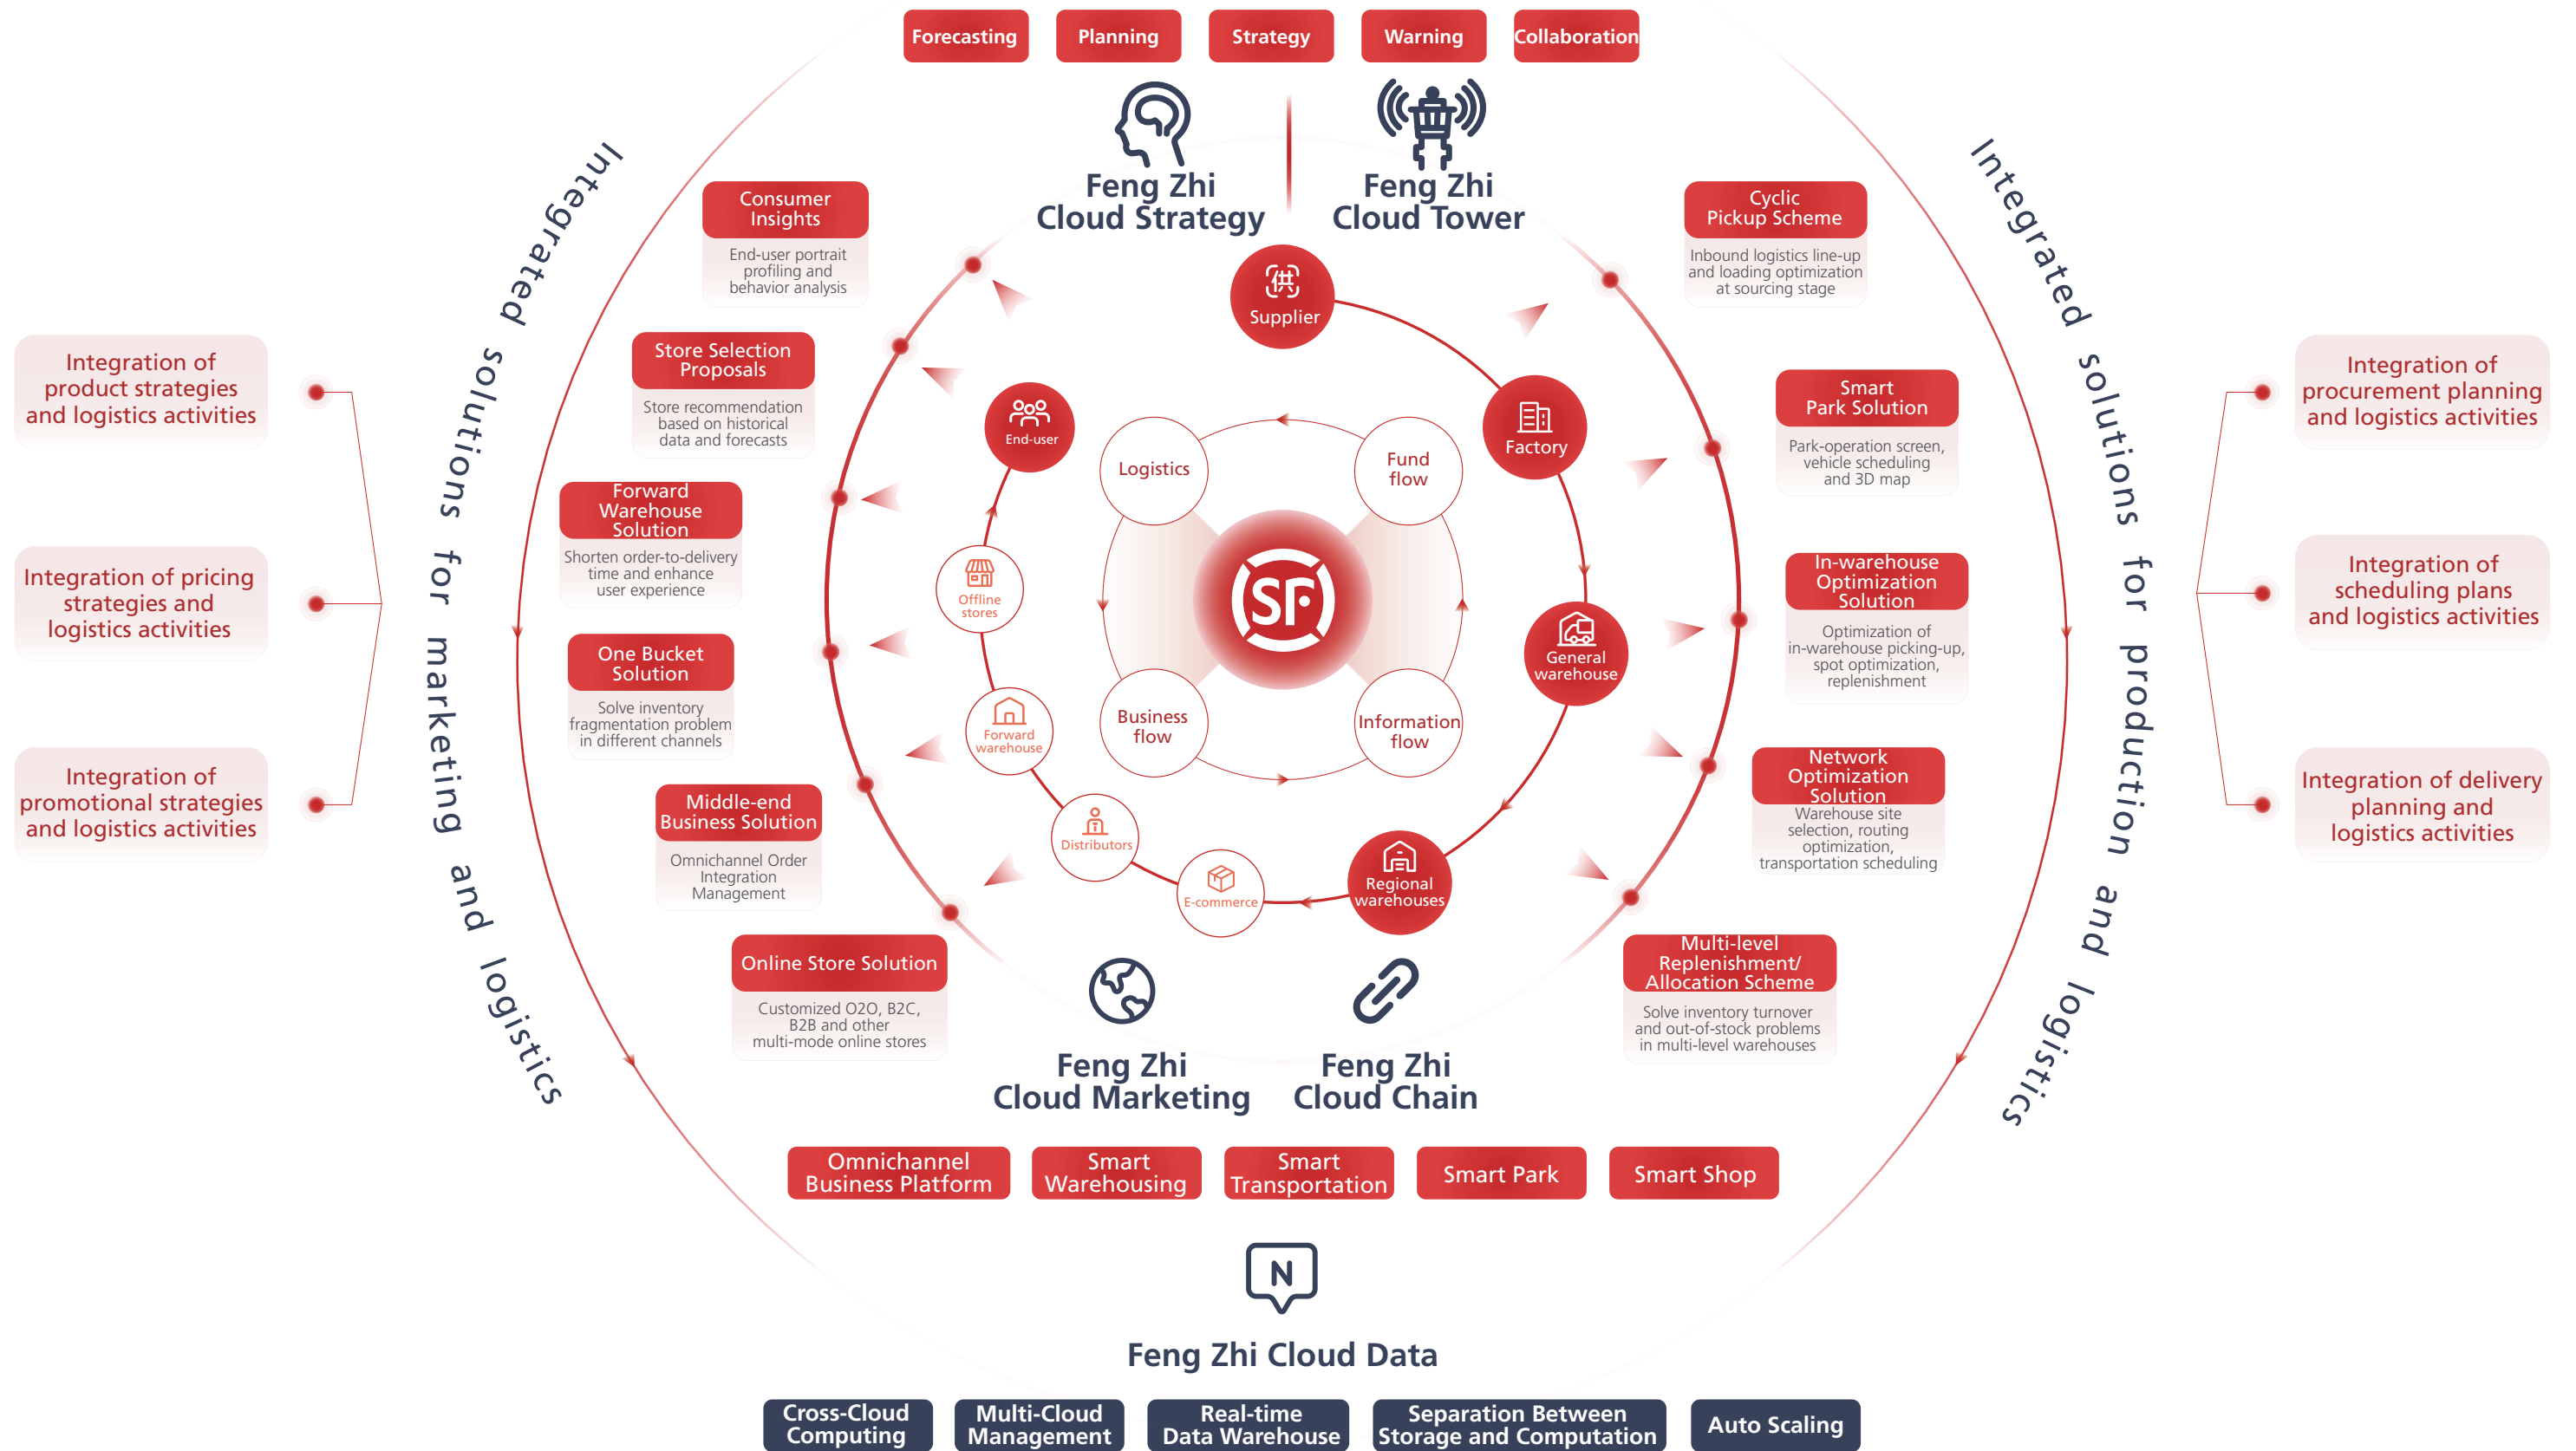 Forecasting
Planning
Strategy
Warning
Collaboration
Feng Zhi
Cloud Strategy
Feng Zhi
Cloud Tower
Integrated solutions for marketing and logistics
Integration of
product strategies
and logistics activities
Integration of pricing
strategies and
logistics activities
Integration of
promotional strategies
and logistics activities
Consumer
Insights
End-user portrait
profiling and
behavior analysis
Store Selection
Proposals
Store recommendation
based on historical
data and forecasts
Forward
Warehouse
Solution
Shorten order-to-delivery
time and enhance
user experience
One Bucket
Solution
Solve inventory
fragmentation problem
in different channels
Middle-end
Business Solution
Omnichannel Order
Integration
Management
Online Store Solution
Customized O2O, B2C,
B2B and other
multi-mode online stores
供
Supplier
Factory
General
warehouse
Regional
warehouses
E-commerce
Distributors
Forward
warehouse
Offline
stores
End-user
Logistics
Fund
flow
Business
flow
Information
flow
SF
Cyclic
Pickup Scheme
Inbound logistics line-up
and loading optimization
at sourcing stage
Smart
Park Solution
Park-operation screen,
vehicle scheduling
and 3D map
In-warehouse
Optimization
Solution
Optimization of
in-warehouse picking-up,
spot optimization,
replenishment
Network
Optimization
Solution
Warehouse site
selection, routing
optimization,
transportation scheduling
Multi-level
Replenishment/
Allocation Scheme
Solve inventory turnover
and out-of-stock problems
in multi-level warehouses
Integrated solutions for production and logistics
Integration of
procurement planning
and logistics activities
Integration of
scheduling plans
and logistics activities
Integration of delivery
planning and
logistics activities
Feng Zhi
Cloud Marketing
Feng Zhi
Cloud Chain
Omnichannel
Business Platform
Smart
Warehousing
Smart
Transportation
Smart Park
Smart Shop
N
Feng Zhi Cloud Data
Cross-Cloud
Computing
Multi-Cloud
Management
Real-time
Data Warehouse
Separation Between
Storage and Computation
Auto Scaling